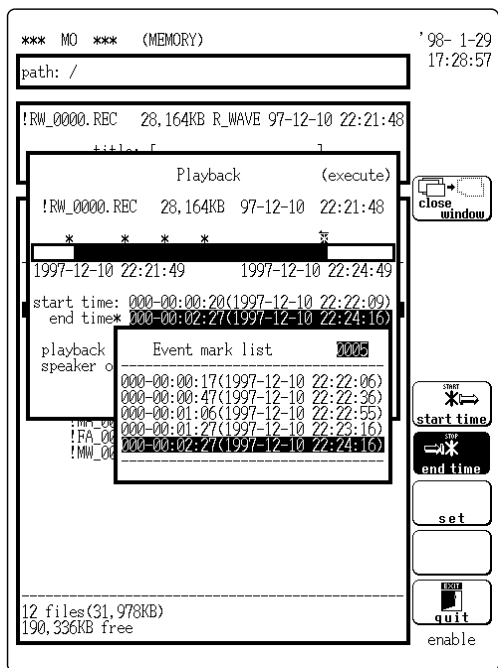 *** MO *** (MEMORY)
'98- 1-29
17:28:57
path: /
!RW_0000.REC 28,164KB R_WAVE 97-12-10 22:21:48
title: [ ]
Playback (execute)
!RW_0000.REC 28,164KB 97-12-10 22:21:48
* * * * *
1997-12-10 22:21:49 1997-12-10 22:24:49
start time: 000-00:00:20(1997-12-10 22:22:09)
end time* 000-00:02:27(1997-12-10 22:24:16)
playback
speaker o
Event mark list 0005
000-00:00:17(1997-12-10 22:22:06)
000-00:00:47(1997-12-10 22:22:36)
000-00:01:06(1997-12-10 22:22:55)
000-00:01:27(1997-12-10 22:23:16)
000-00:02:27(1997-12-10 22:24:16)
!FA_00
!MW_00
12 files(31,978KB)
190,336KB free
close
window
START
start time
STOP
end time
set
EXIT
quit
enable